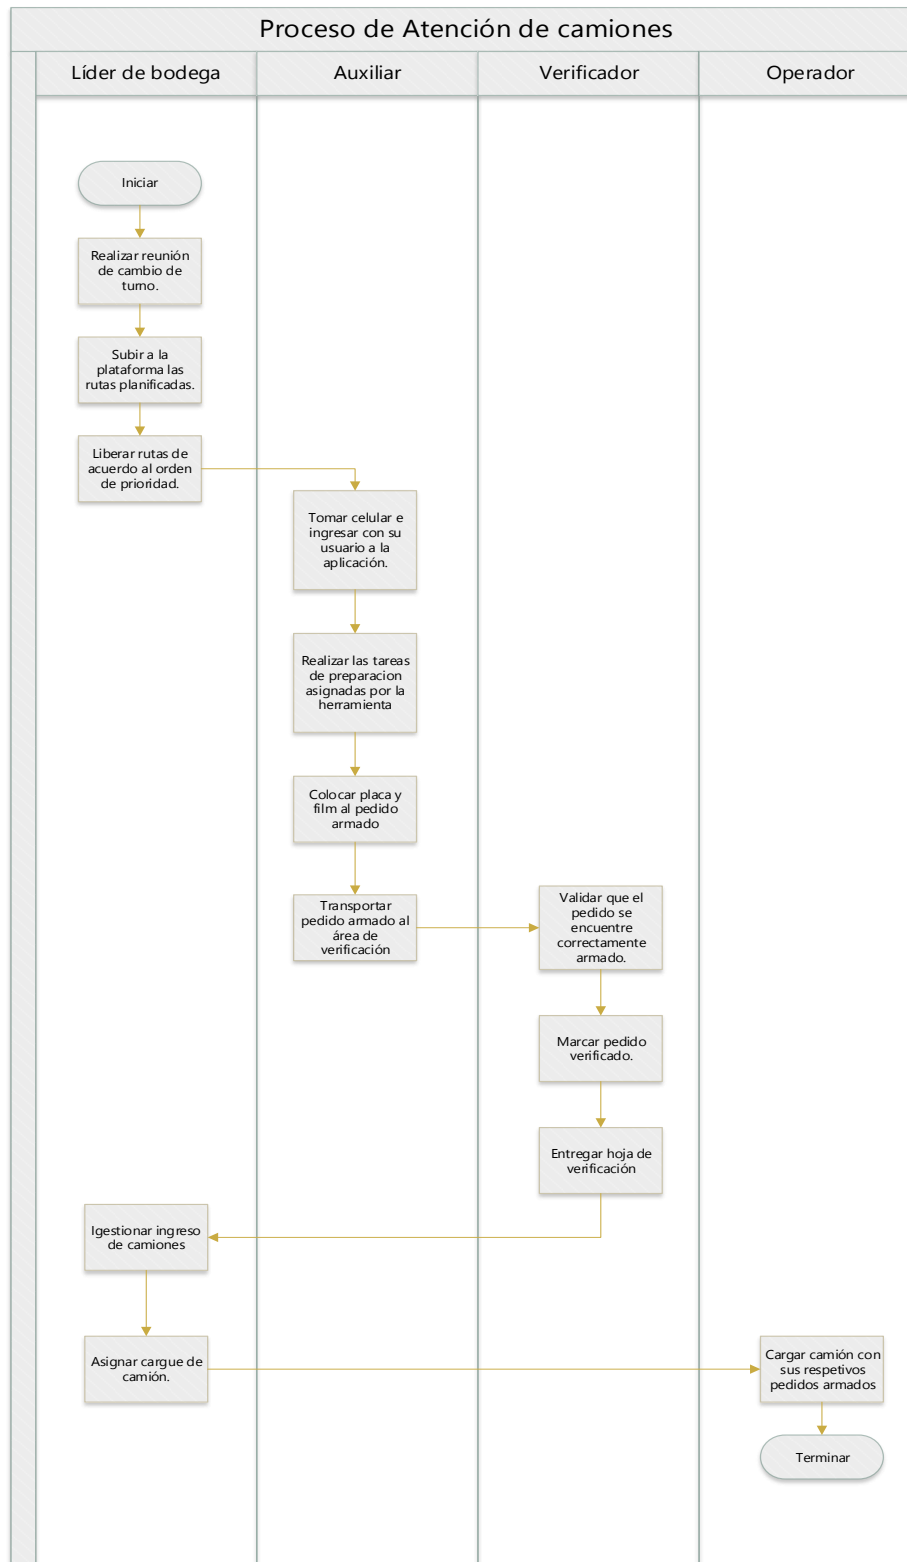 Proceso de Atención de camiones
Líder de bodega
Auxiliar
Verificador
Operador
Iniciar
Realizar reunión
de cambio de
turno.
Subir a la
plataforma las
rutas planificadas.
Liberar rutas de
acuerdo al orden
de prioridad.
Tomar celular e
ingresar con su
usuario a la
aplicación.
Realizar las tareas
de preparacion
asignadas por la
herramienta
Colocar placa y
film al pedido
armado
Transportar
pedido armado al
área de
verificación
Validar que el
pedido se
encuentre
correctamente
armado.
Marcar pedido
verificado.
Entregar hoja de
verificación
Igestionar ingreso
de camiones
Asignar cargue de
camión.
Cargar camión con
sus respetivos
pedidos armados
Terminar